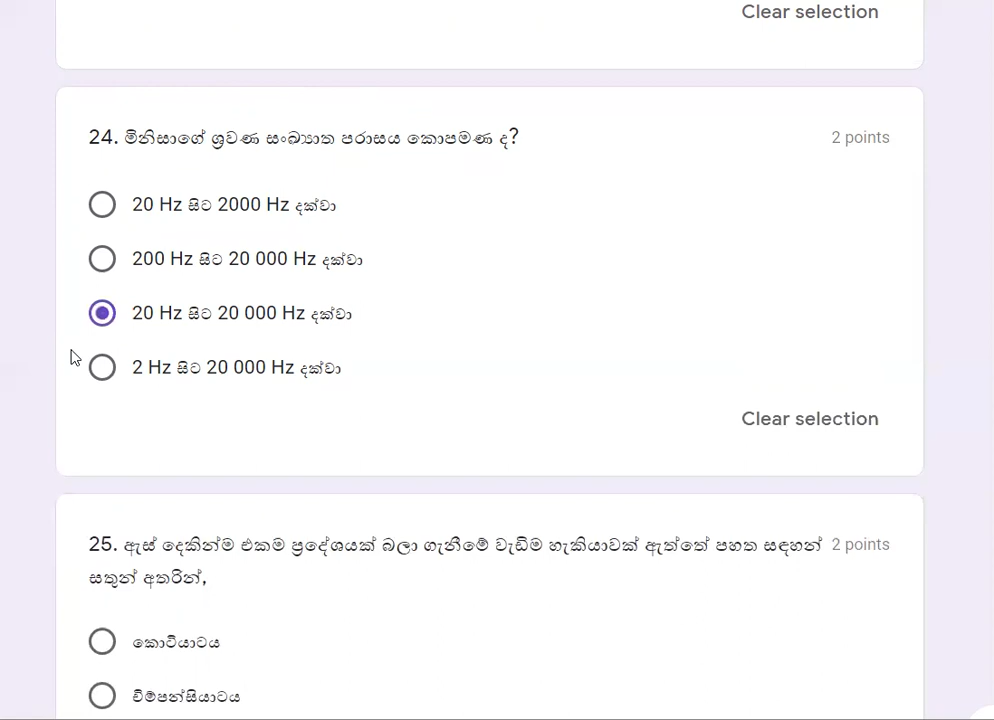 Clear selection
24. මිනිසාගේ ශ්‍රවණ සංඛ්‍යාත පරාසය කොපමණ ද?
2 points
20 Hz සිට 2000 Hz දක්වා
200 Hz සිට 20 000 Hz දක්වා
20 Hz සිට 20 000 Hz දක්වා
2 Hz සිට 20 000 Hz දක්වා
Clear selection
25. ඇස් දෙකින්ම එකම ප්‍රදේශයක් බලා ගැනීමේ වැඩිම හැකියාවක් ඇත්තේ පහත සඳහන් 2 points
සතුන් අතරින්,
කොටියාටය
චිම්පන්සියාටය